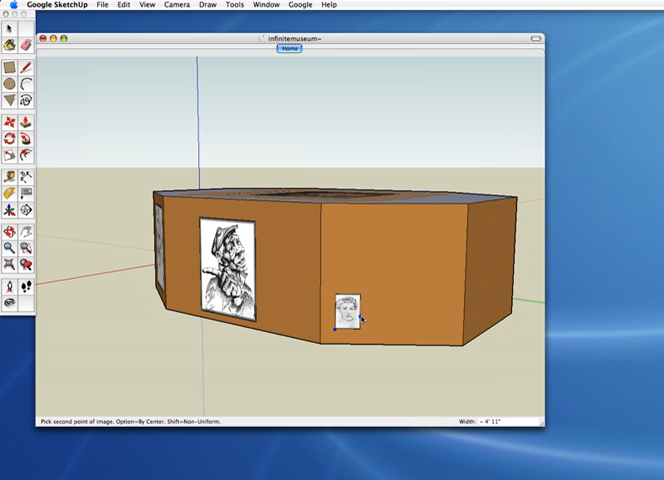 Google SketchUp File Edit View Camera Draw Tools Window Google Help
infinitemuseum~
Home
Pick second point of image. Option=By Center. Shift=Non-Uniform.
Width: ~ 4' 11"